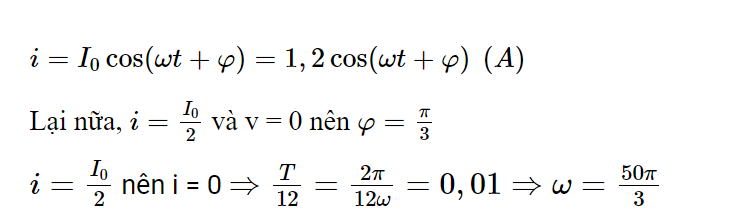 i = I₀ cos(ωt + φ) = 1, 2 cos(ωt + φ) (A)
Lại nữa, i = I₀/2 và v = 0 nên φ = π/3
i = I₀/2 nên i = 0 ⇒ T/12 = 2π/12ω = 0, 01 ⇒ ω = 50π/3